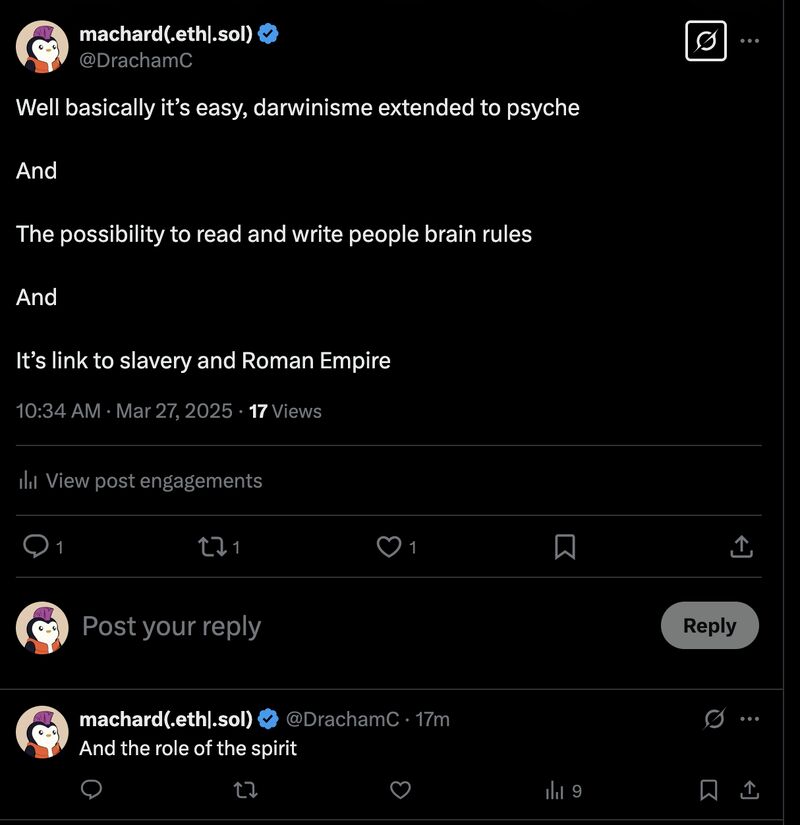 machard(.eth|.sol)
@DrachamC
Well basically it’s easy, darwinisme extended to psyche
And
The possibility to read and write people brain rules
And
It’s link to slavery and Roman Empire
10:34 AM · Mar 27, 2025 · 17 Views
View post engagements
1 1 1
Post your reply Reply
machard(.eth|.sol) @DrachamC · 17m
And the role of the spirit
9